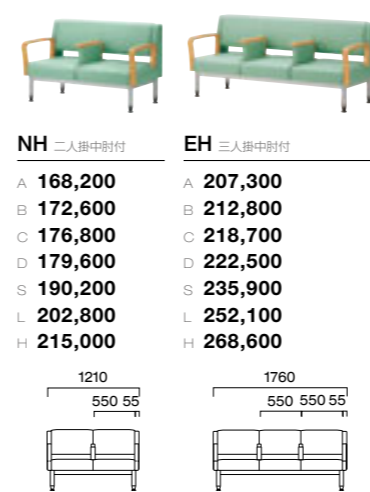 NH 二人掛中肘付
A 168,200
B 172,600
C 176,800
D 179,600
S 190,200
L 202,800
H 215,000
1210
550 55
EH 三人掛中肘付
A 207,300
B 212,800
C 218,700
D 222,500
S 235,900
L 252,100
H 268,600
1760
550 550 55